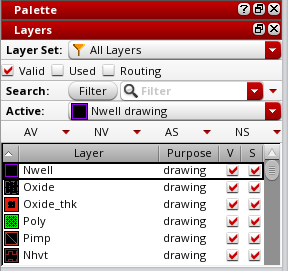 Palette
Layers
Layer Set: All Layers
Valid Used Routing
Search: Filter Filter
Active: Nwell drawing
AV NV AS NS
Layer Purpose V S
Nwell drawing
Oxide drawing
Oxide_thk drawing
Poly drawing
Pimp drawing
Nhvt drawing